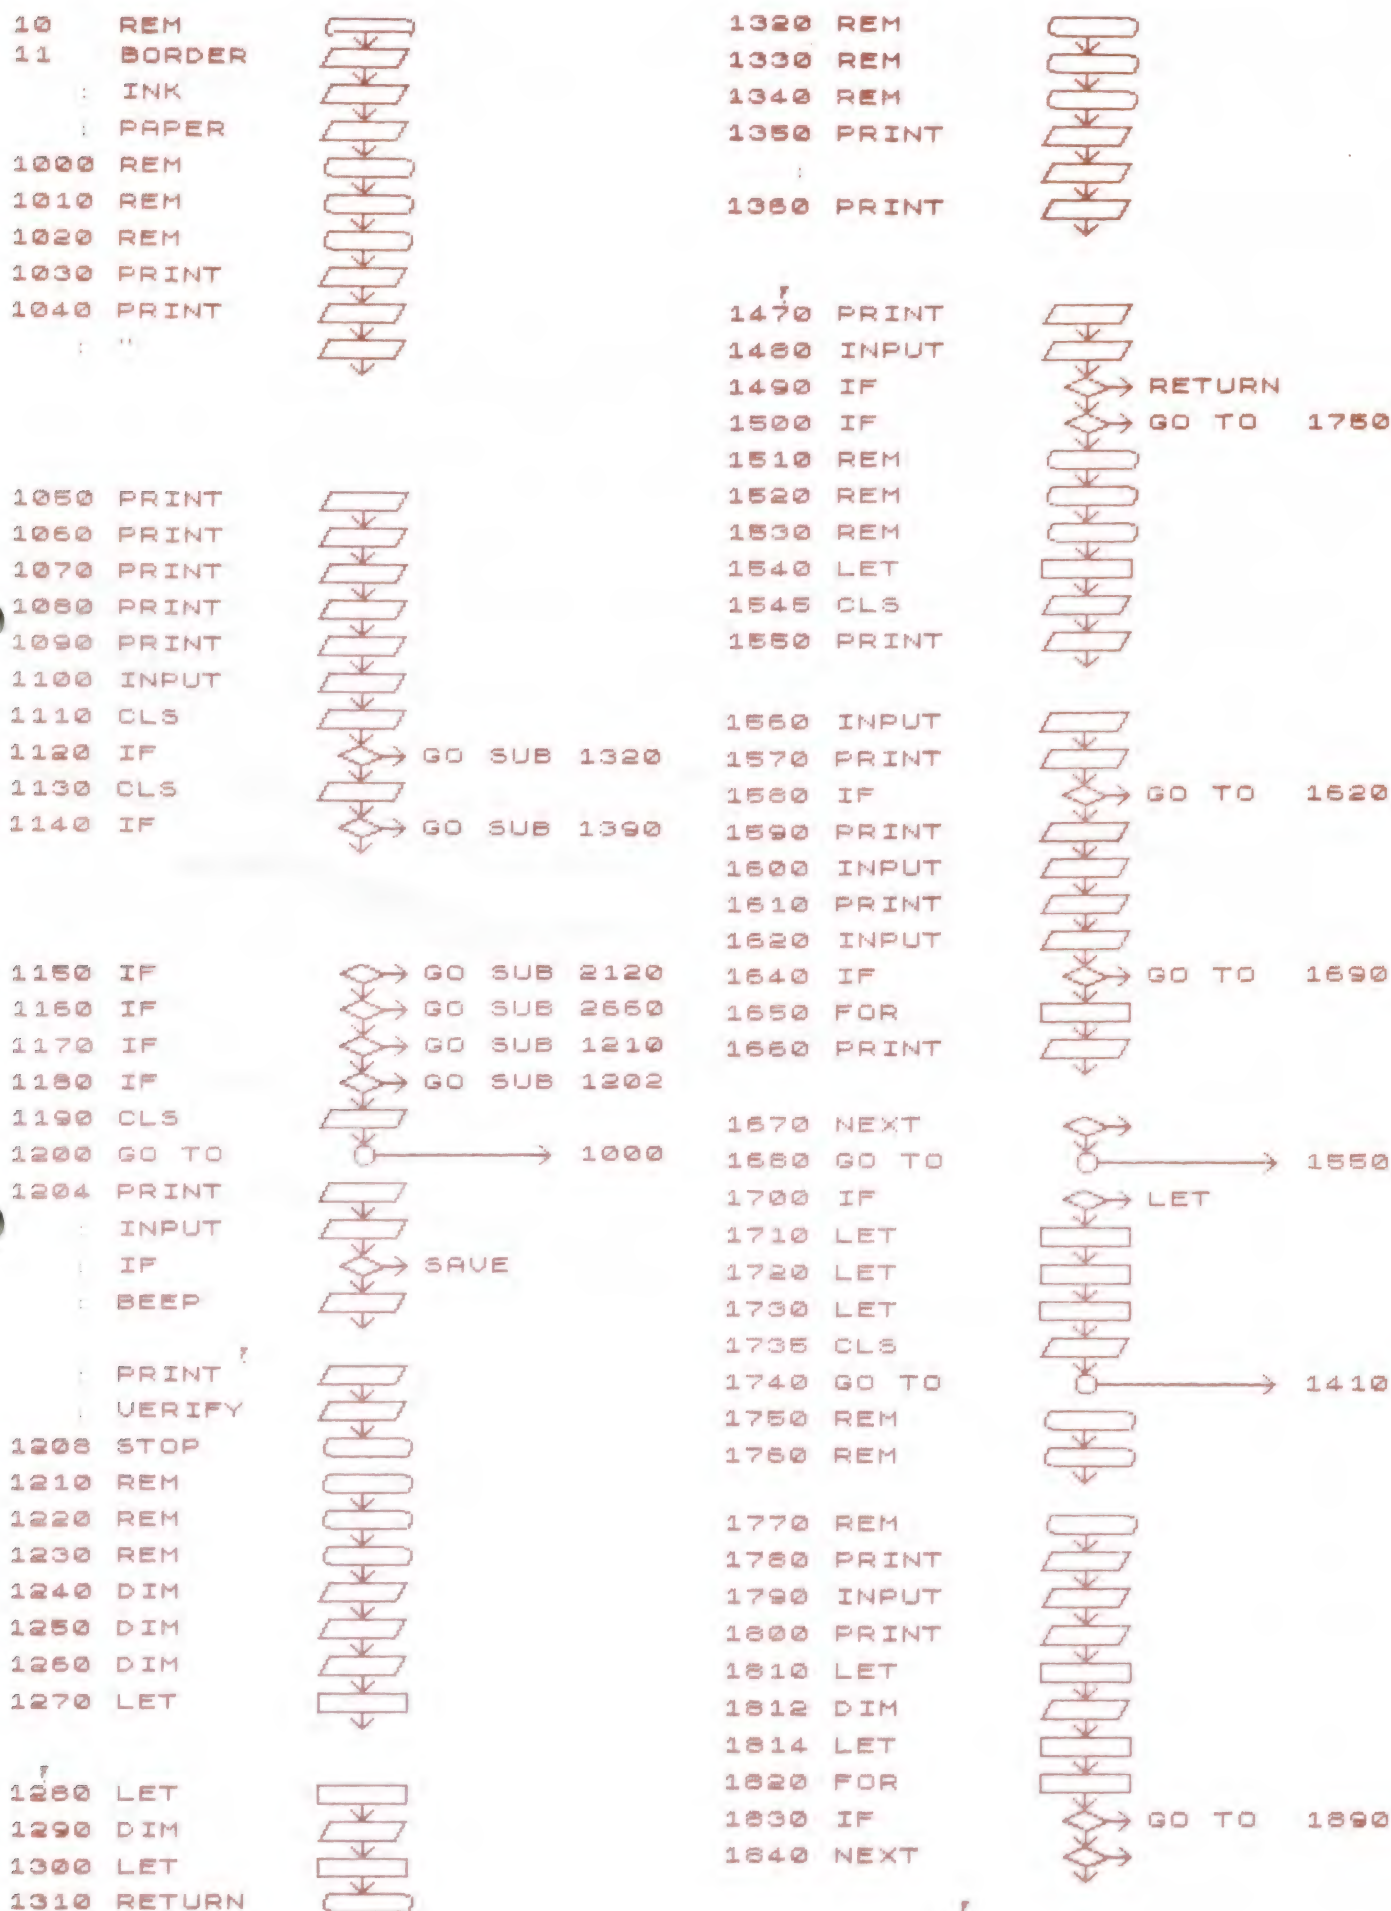 10 REM
11 BORDER
: INK
: PAPER
1000 REM
1010 REM
1020 REM
1030 PRINT
1040 PRINT
: "
1050 PRINT
1060 PRINT
1070 PRINT
1080 PRINT
1090 PRINT
1100 INPUT
1110 CLS
1120 IF GO SUB 1320
1130 CLS
1140 IF GO SUB 1390
1150 IF GO SUB 2120
1160 IF GO SUB 2660
1170 IF GO SUB 1210
1180 IF GO SUB 1202
1190 CLS
1200 GO TO 1000
1204 PRINT
: INPUT
: IF SAVE
: BEEP
: PRINT
: VERIFY
1208 STOP
1210 REM
1220 REM
1230 REM
1240 DIM
1250 DIM
1260 DIM
1270 LET
1280 LET
1290 DIM
1300 LET
1310 RETURN
1320 REM
1330 REM
1340 REM
1350 PRINT
:
1360 PRINT
1470 PRINT
1480 INPUT
1490 IF RETURN
1500 IF GO TO 1750
1510 REM
1520 REM
1530 REM
1540 LET
1545 CLS
1550 PRINT
1560 INPUT
1570 PRINT
1580 IF GO TO 1620
1590 PRINT
1600 INPUT
1610 PRINT
1620 INPUT
1640 IF GO TO 1690
1650 FOR
1660 PRINT
1670 NEXT
1680 GO TO 1550
1700 IF LET
1710 LET
1720 LET
1730 LET
1735 CLS
1740 GO TO 1410
1750 REM
1760 REM
1770 REM
1780 PRINT
1790 INPUT
1800 PRINT
1810 LET
1812 DIM
1814 LET
1820 FOR
1830 IF GO TO 1890
1840 NEXT